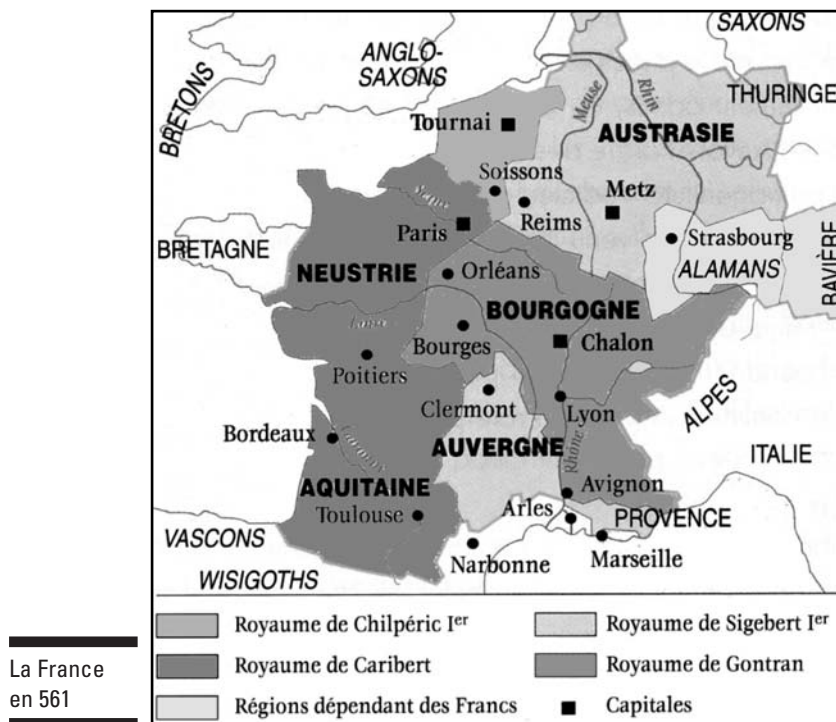 SAXONS
ANGLO-
SAXONS
BRETONS
Meuse
Rhin
THURINGE
Tournai
AUSTRASIE
Soissons
Metz
Seine
Reims
Paris
Strasbourg
BRETAGNE
NEUSTRIE
Orléans
ALAMANS
BAVIÈRE
BOURGOGNE
Loire
Bourges
Chalon
Poitiers
Clermont
Lyon
ALPES
Bordeaux
Garonne
AUVERGNE
Rhône
ITALIE
AQUITAINE
Avignon
Toulouse
Arles
PROVENCE
VASCONS
Narbonne
Marseille
WISIGOTHS
Royaume de Chilpéric Ier
Royaume de Sigebert Ier
Royaume de Caribert
Royaume de Gontran
Régions dépendant des Francs
Capitales
La France
en 561